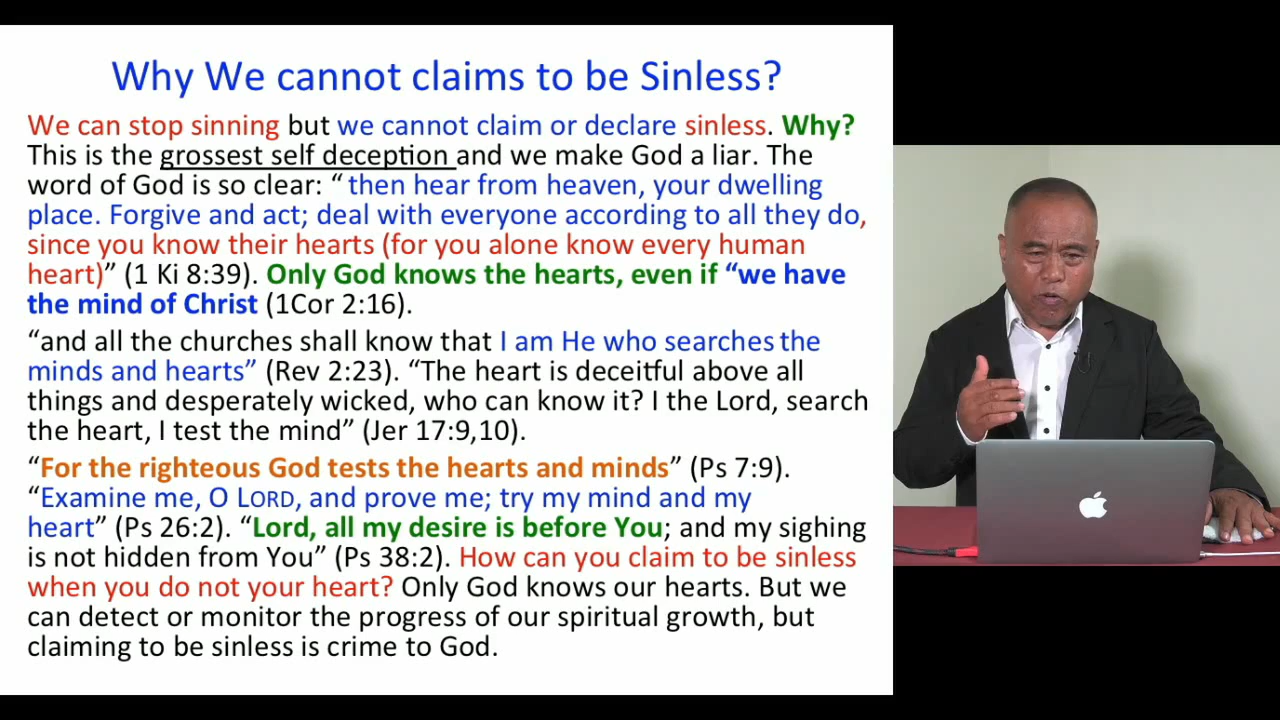 Why We cannot claims to be Sinless?
We can stop sinning but we cannot claim or declare sinless. Why?
This is the grossest self deception and we make God a liar. The
word of God is so clear: “ then hear from heaven, your dwelling
place. Forgive and act; deal with everyone according to all they do,
since you know their hearts (for you alone know every human
heart)” (1 Ki 8:39). Only God knows the hearts, even if “we have
the mind of Christ (1Cor 2:16).
“and all the churches shall know that I am He who searches the
minds and hearts” (Rev 2:23). “The heart is deceitful above all
things and desperately wicked, who can know it? I the Lord, search
the heart, I test the mind” (Jer 17:9,10).
“For the righteous God tests the hearts and minds” (Ps 7:9).
“Examine me, O LORD, and prove me; try my mind and my
heart” (Ps 26:2). “Lord, all my desire is before You; and my sighing
is not hidden from You” (Ps 38:2). How can you claim to be sinless
when you do not your heart? Only God knows our hearts. But we
can detect or monitor the progress of our spiritual growth, but
claiming to be sinless is crime to God.